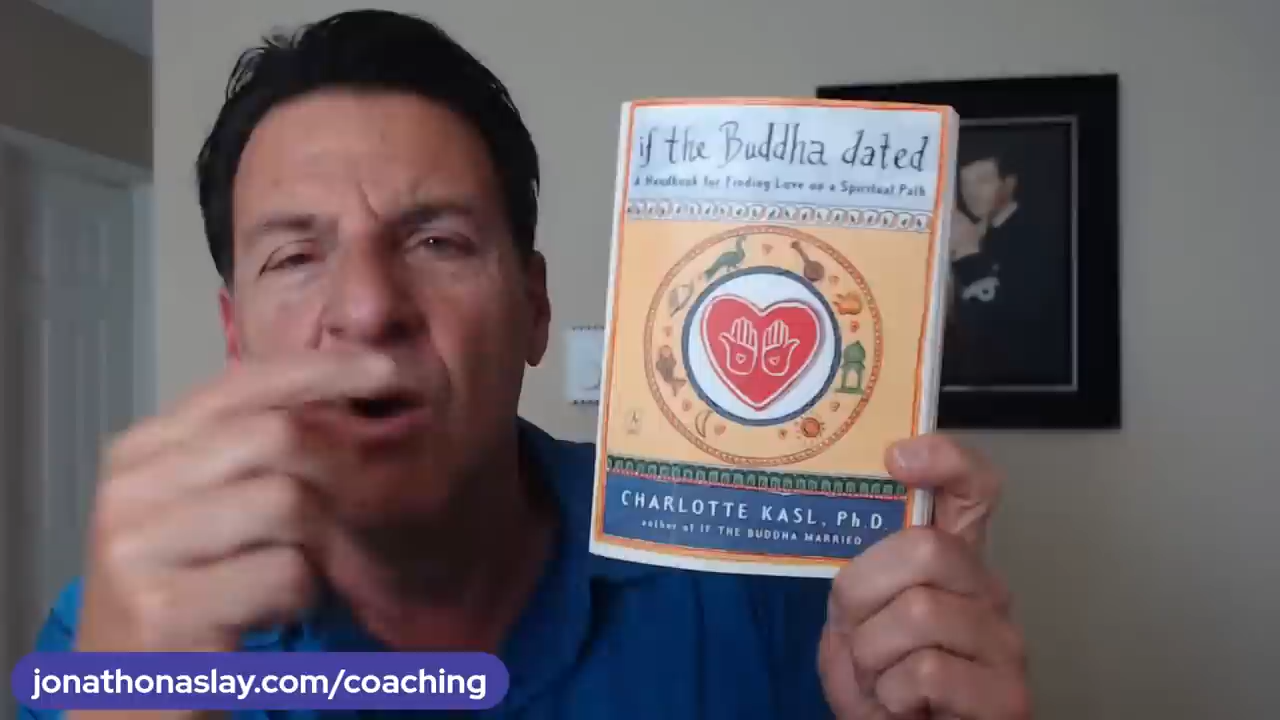 if the Buddha dated
A Handbook for Finding Love on a Spiritual Path
CHARLOTTE KASL, Ph.D.
author of IF THE BUDDHA MARRIED
jonathonaslay.com/coaching